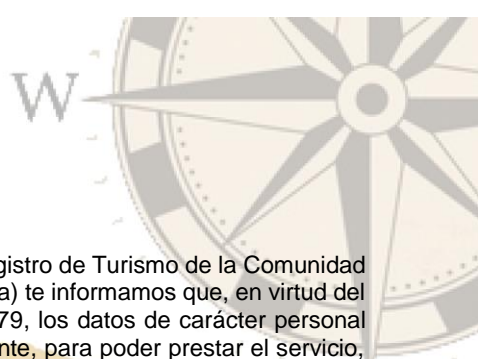 W
gistro de Turismo de la Comunidad
a) te informamos que, en virtud del
79, los datos de carácter personal
nte, para poder prestar el servicio,